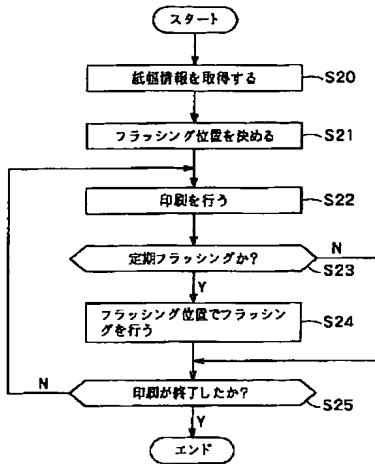 スタート
紙幅情報を取得する
S20
フラッシング位置を決める
S21
印刷を行う
S22
定期フラッシングか?
N
S23
Y
フラッシング位置でフラッシン
グを行う
S24
N
印刷が終了したか?
S25
Y
エンド